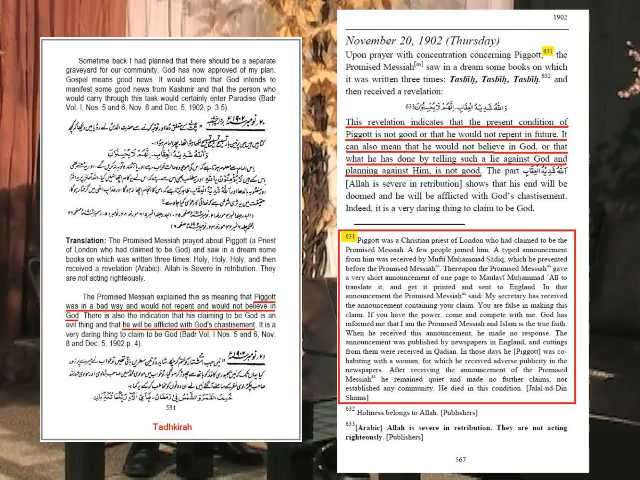 Sometime back I had planned that there should be a separate
graveyard for our community. God has now approved of my plan.
Gospel means good news. It would seem that God intends to
manifest some good news from Kashmir and that the person who
would carry through this task would certainly enter Paradise (Badr
Vol. I, Nos. 5 and 6, Nov. 8 and Dec. 5, 1902, p 3.5)
Translation: The Promised Messiah prayed about Piggott (a Priest
of London who had claimed to be God) and saw in a dream some
books on which were written three times: Holy, Holy, Holy, and then
received a revelation (Arabic): Allah is Severe in retribution. They
are not acting righteously.
The Promised Messiah explained this as meaning that Piggott
was in a bad way and would not repent and would not believe in
God. There is also the indication that his claiming to be God is an
evil thing and that he will be afflicted with God's chastisement. It is a
very daring thing to claim to be God (Badr Vol. I Nos. 5 and 6, Nov.
8 and Dec. 5, 1902 p. 4).
531
Tadhkirah
1902
November 20, 1902 (Thursday)
Upon prayer with concentration concerning Piggott,631 the
Promised Messiah[as] saw in a dream some books on which
it was written three times: Tasbīḥ, Tasbīḥ, Tasbīḥ.632 and
then received a revelation:
وَاللّٰهُ شَدِيْدُ الْعِقَابِ۔ اِنَّهُمْ لَا يُحْسِنُوْنَ 633
This revelation indicates that the present condition of
Piggott is not good or that he would not repent in future. It
can also mean that he would not believe in God, or that
what he has done by telling such a lie against God and
planning against Him, is not good. The part وَاللّٰهُ شَدِيْدُ الْعِقَابِ
[Allah is severe in retribution] shows that his end will be
doomed and he will be afflicted with God's chastisement.
Indeed, it is a very daring thing to claim to be God.
631 Piggott was a Christian priest of London who had claimed to be the
Promised Messiah. A few people joined him. A typed announcement
from him was received by Mufti Muḥammad Ṣādiq, which he presented
before the Promised Messiah as. Thereupon the Promised Messiah as gave
a very short announcement of one page to Maulavī Muḥammad ‘Alī to
translate it, and get it printed and sent to England. In that
announcement the Promised Messiah as said: My secretary has received
the announcement containing your claim. You are false in making this
claim. If you have the power, come and compete with me. God has
informed me that I am the Promised Messiah and Islam is the true faith.
When he received this announcement, he made no response. The
announcement was published by newspapers in England, and cuttings
from them were received in Qadian. In those days he [Piggott] was co-
habiting with a woman, for which he received adverse publicity in the
newspapers. After receiving the announcement of the Promised
Messiah as he remained quiet and made no further claims, nor
established any community. He died in this condition. [Jalal-ud-Din
Shams]
632 Holiness belongs to Allah. [Publishers]
633 [Arabic] Allah is severe in retribution. They are not acting
righteously. [Publishers]
567